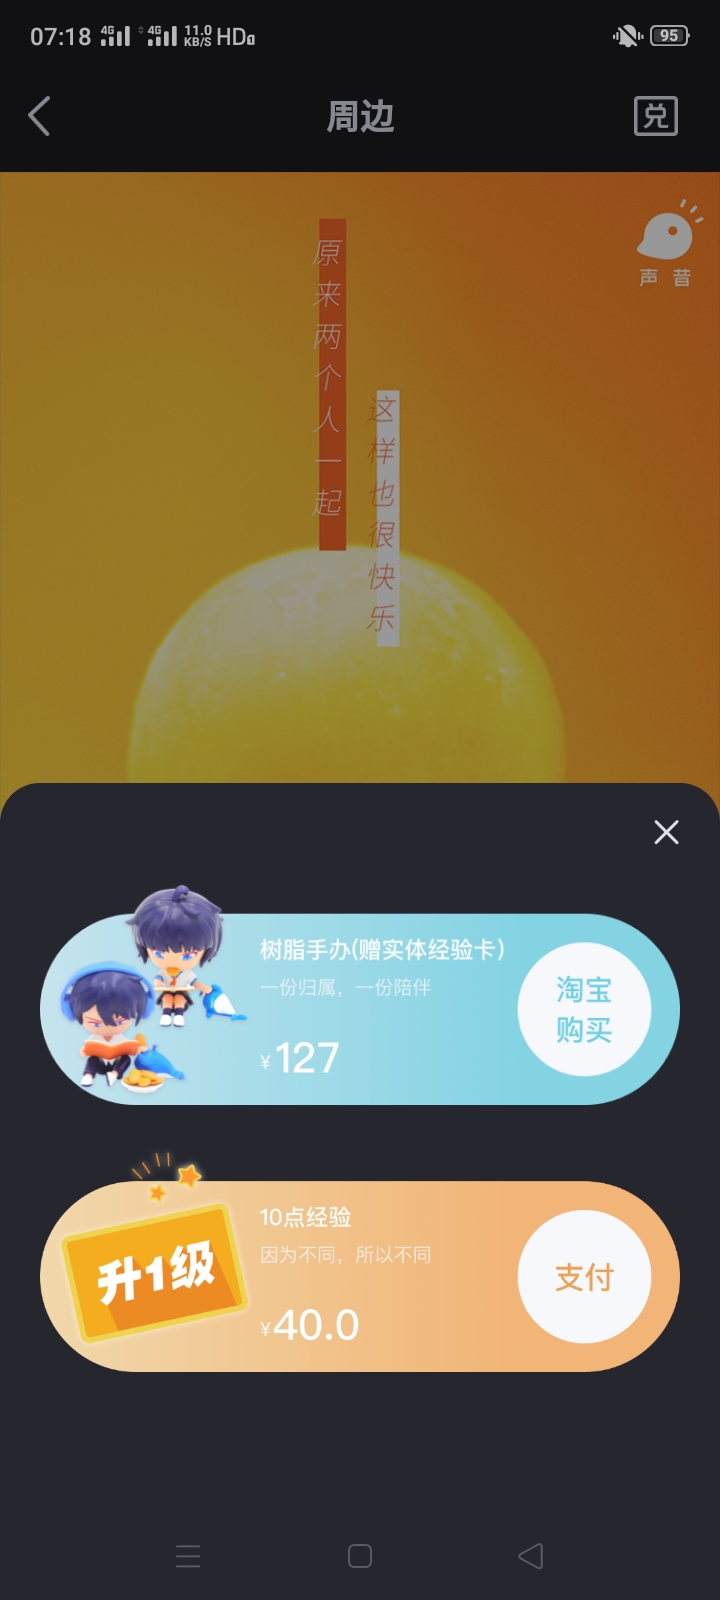 07:18 4G 4G 11.0 KB/S HD 95
周边
兑
原来两个人一起
这样也很快乐
声昔
树脂手办(赠实体经验卡)
一份归属，一份陪伴
¥127
淘宝
购买
升1级
10点经验
因为不同，所以不同
¥40.0
支付